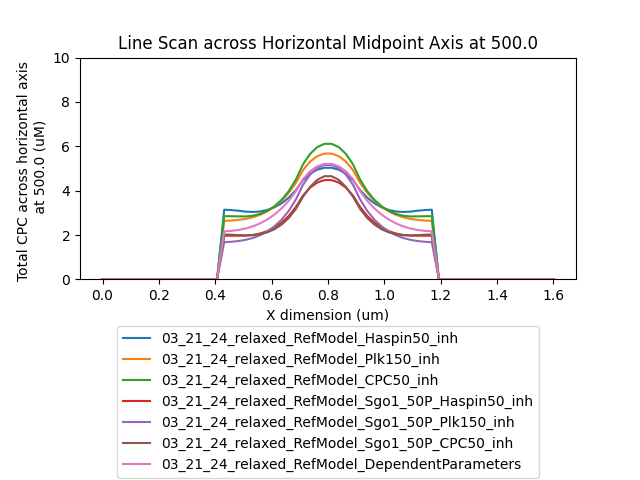 Line Scan across Horizontal Midpoint Axis at 500.0
Total CPC across horizontal axis
at 500.0 (uM)
10
8
6
4
2
0
0.0 0.2 0.4 0.6 0.8 1.0 1.2 1.4 1.6
X dimension (um)
03_21_24_relaxed_RefModel_Haspin50_inh
03_21_24_relaxed_RefModel_Plk150_inh
03_21_24_relaxed_RefModel_CPC50_inh
03_21_24_relaxed_RefModel_Sgo1_50P_Haspin50_inh
03_21_24_relaxed_RefModel_Sgo1_50P_Plk150_inh
03_21_24_relaxed_RefModel_Sgo1_50P_CPC50_inh
03_21_24_relaxed_RefModel_DependentParameters